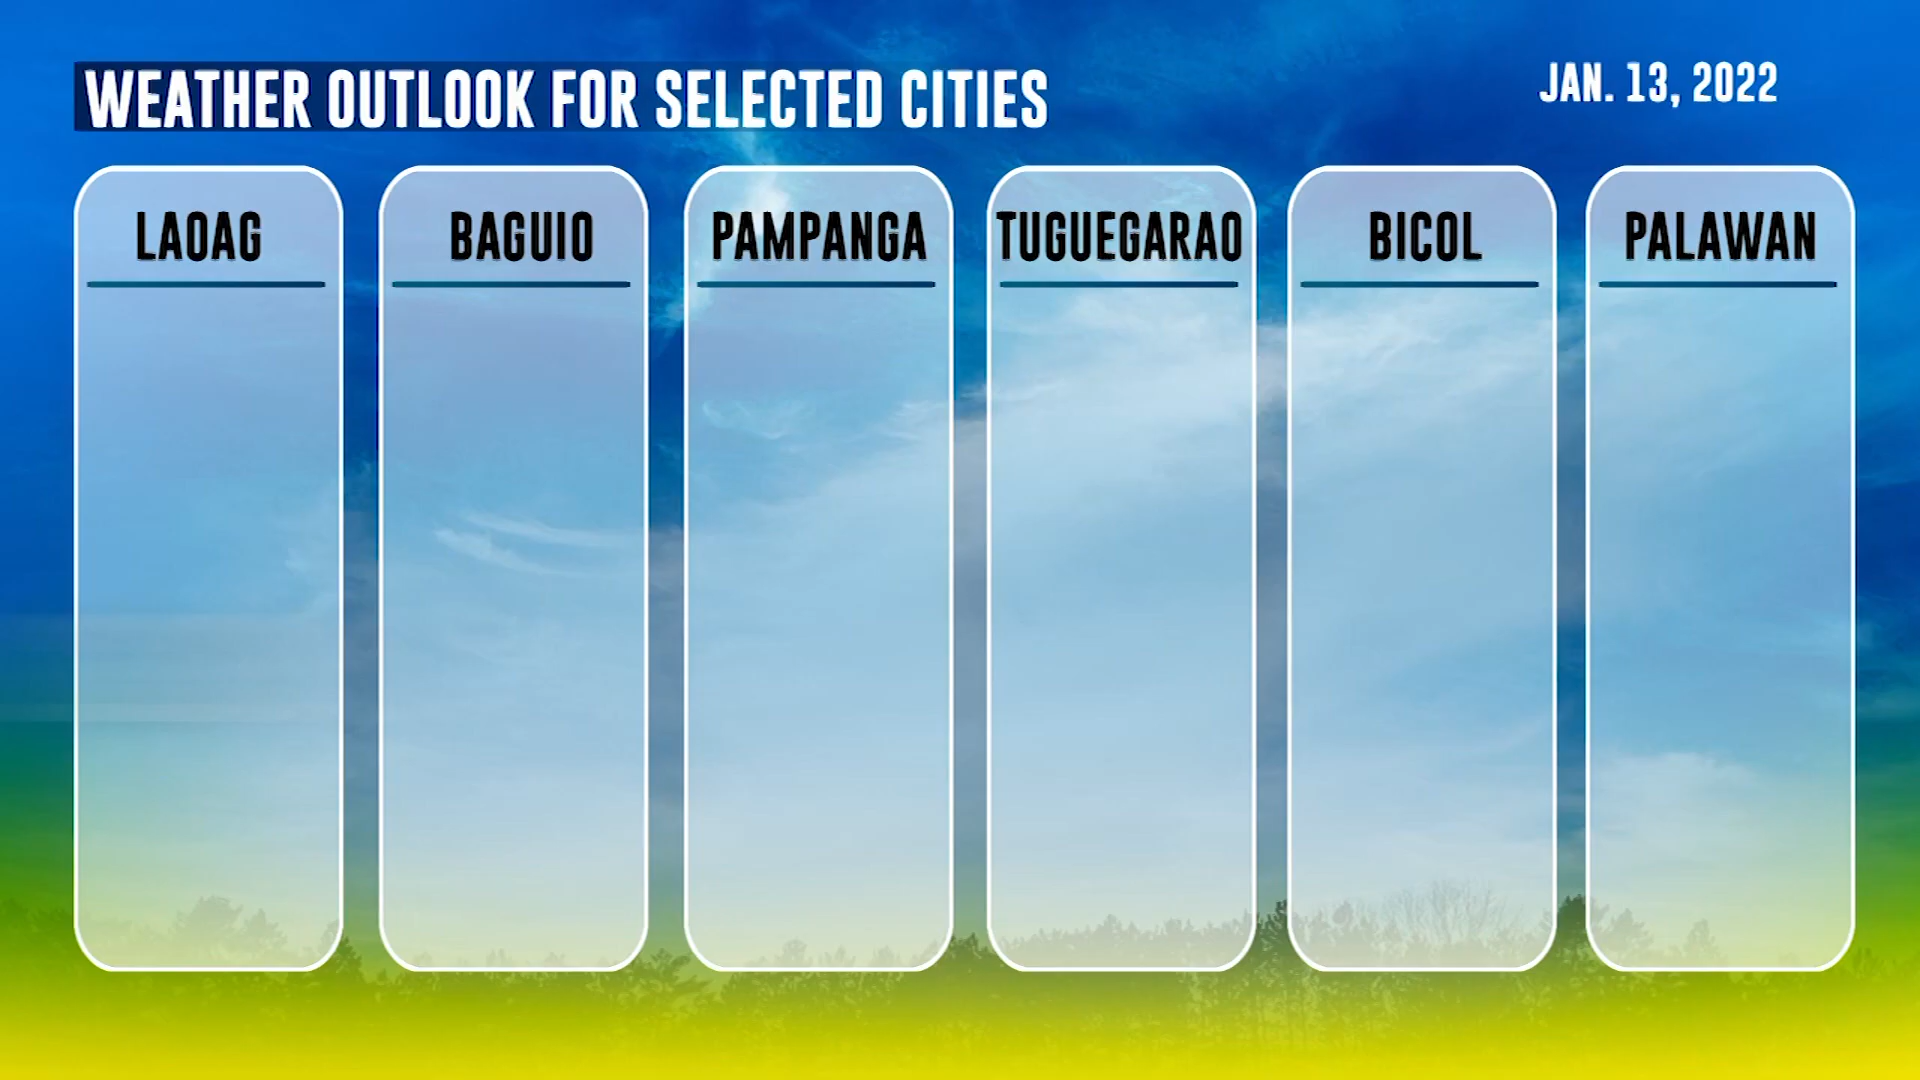 WEATHER OUTLOOK FOR SELECTED CITIES
JAN. 13, 2022
LAOAG
BAGUIO
PAMPANGA
TUGUEGARAO
BICOL
PALAWAN